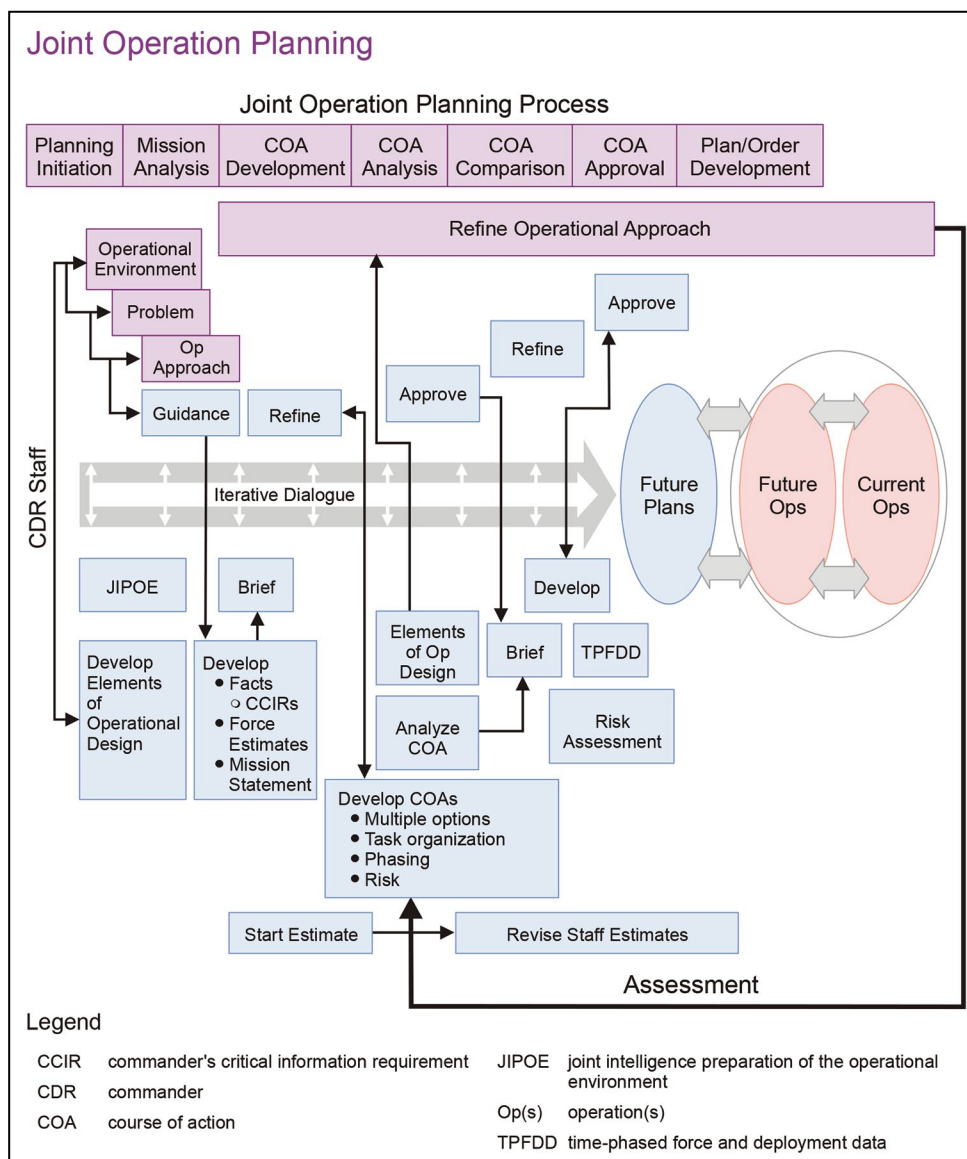 Joint Operation Planning
Joint Operation Planning Process
Planning
Initiation
Mission
Analysis
COA
Development
COA
Analysis
COA
Comparison
COA
Approval
Plan/Order
Development
Refine Operational Approach
Operational
Environment
Problem
Op
Approach
Guidance
Refine
Approve
Refine
Approve
CDR Staff
Iterative Dialogue
Future
Plans
Future
Ops
Current
Ops
JIPOE
Brief
Develop
Develop
Elements
of
Operational
Design
Develop
• Facts
○ CCIRs
• Force
Estimates
• Mission
Statement
Elements
of Op
Design
Brief
TPFDD
Analyze
COA
Risk
Assessment
Develop COAs
• Multiple options
• Task organization
• Phasing
• Risk
Start Estimate
Revise Staff Estimates
Assessment
Legend
CCIR commander's critical information requirement
CDR commander
COA course of action
JIPOE joint intelligence preparation of the operational
environment
Op(s) operation(s)
TPFDD time-phased force and deployment data